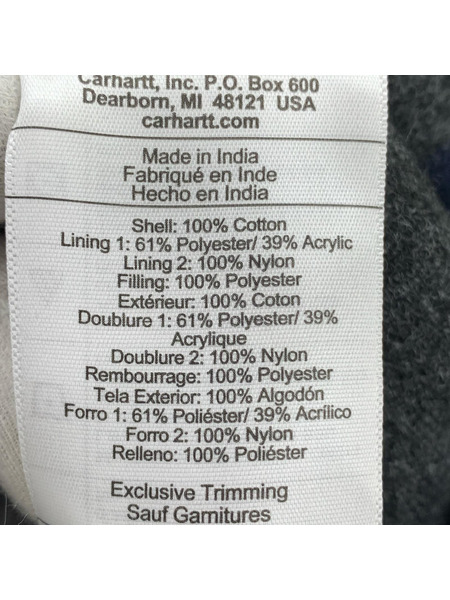 Carhartt, Inc. P.O. Box 600
Dearborn, MI 48121 USA
carhartt.com
Made in India
Fabriqué en Inde
Hecho en India
Shell: 100% Cotton
Lining 1: 61% Polyester/ 39% Acrylic
Lining 2: 100% Nylon
Filling: 100% Polyester
Extérieur: 100% Coton
Doublure 1: 61% Polyester/ 39%
Acrylique
Doublure 2: 100% Nylon
Rembourrage: 100% Polyester
Tela Exterior: 100% Algodón
Forro 1: 61% Poliéster/ 39% Acrílico
Forro 2: 100% Nylon
Relleno: 100% Poliéster
Exclusive Trimming
Sauf Garnitures